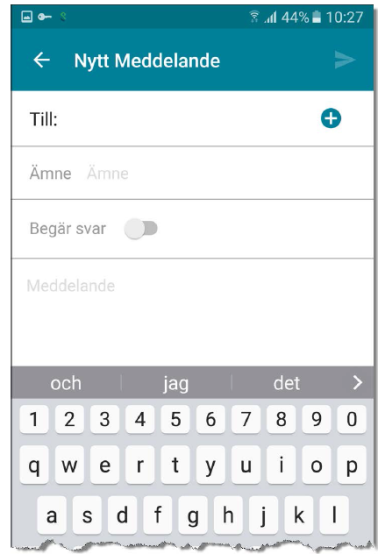 44% 10:27
Nytt Meddelande
Till:
Ämne Ämne
Begär svar
Meddelande
och jag det
1 2 3 4 5 6 7 8 9 0
q w e r t y u i o p
a s d f g h j k l